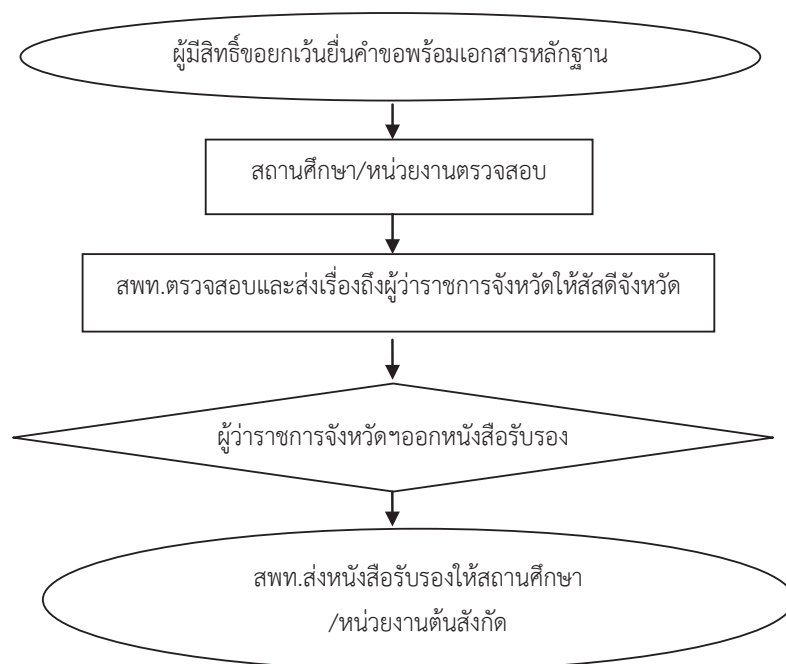 ผู้มีสิทธิ์ขอยกเว้นยื่นคำขอพร้อมเอกสารหลักฐาน
สถานศึกษา/หน่วยงานตรวจสอบ
สพท.ตรวจสอบและส่งเรื่องถึงผู้ว่าราชการจังหวัดให้สัสดีจังหวัด
ผู้ว่าราชการจังหวัดฯออกหนังสือรับรอง
สพท.ส่งหนังสือรับรองให้สถานศึกษา
/หน่วยงานต้นสังกัด